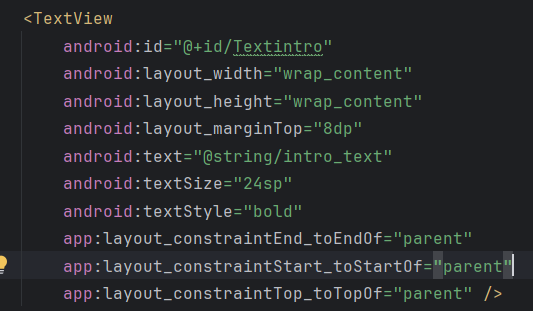 <TextView
android:id="@+id/Textintro"
android:layout_width="wrap_content"
android:layout_height="wrap_content"
android:layout_marginTop="8dp"
android:text="@string/intro_text"
android:textSize="24sp"
android:textStyle="bold"
app:layout_constraintEnd_toEndOf="parent"
app:layout_constraintStart_toStartOf="parent"
app:layout_constraintTop_toTopOf="parent" />